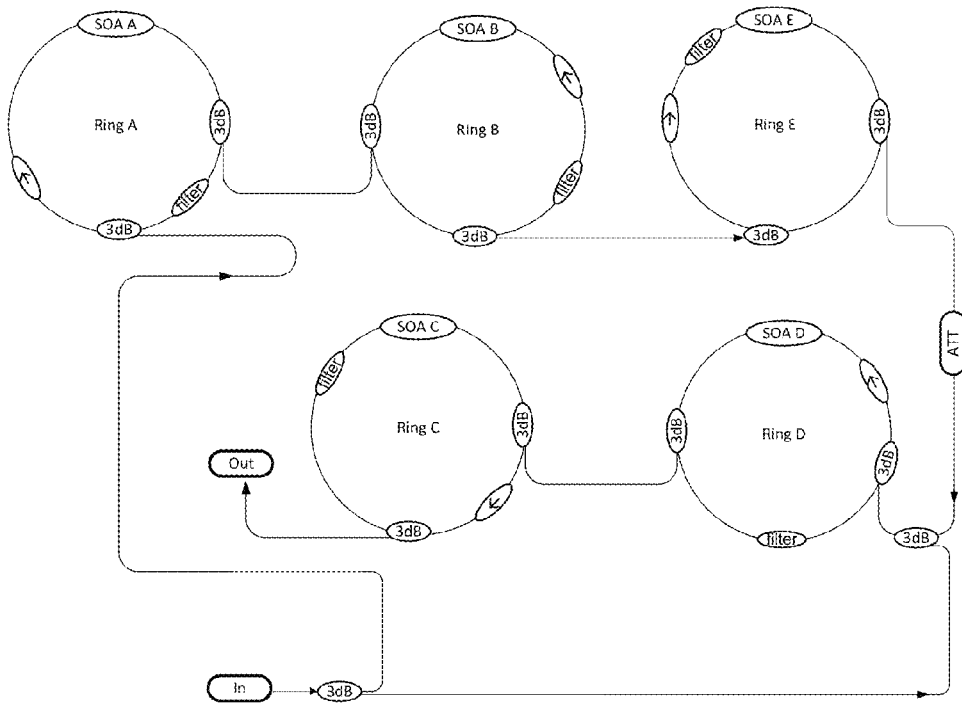 SOA A
SOA B
SOA E
filter
3dB
3dB
3dB
Ring A
Ring B
Ring E
filter
filter
3dB
3dB
3dB
ATT
SOA C
SOA D
filter
3dB
3dB
Ring C
Ring D
3dB
Out
3dB
filter
3dB
In
3dB